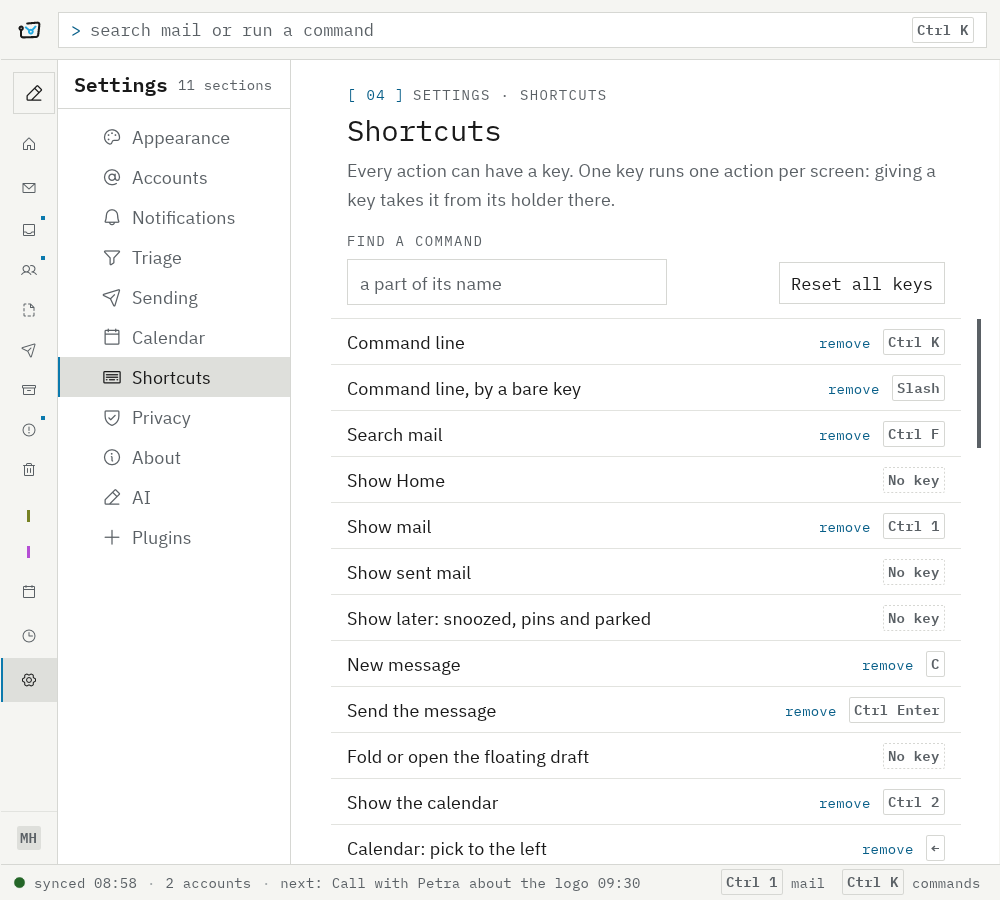 > search mail or run a command Ctrl K
Settings 11 sections
Appearance
Accounts
Notifications
Triage
Sending
Calendar
Shortcuts
Privacy
About
AI
Plugins
MH
[ 04 ] SETTINGS · SHORTCUTS
Shortcuts
Every action can have a key. One key runs one action per screen: giving a
key takes it from its holder there.
FIND A COMMAND
a part of its name Reset all keys
Command line remove Ctrl K
Command line, by a bare key remove Slash
Search mail remove Ctrl F
Show Home No key
Show mail remove Ctrl 1
Show sent mail No key
Show later: snoozed, pins and parked No key
New message remove C
Send the message remove Ctrl Enter
Fold or open the floating draft No key
Show the calendar remove Ctrl 2
Calendar: pick to the left remove ←
synced 08:58 · 2 accounts · next: Call with Petra about the logo 09:30 Ctrl 1 mail Ctrl K commands